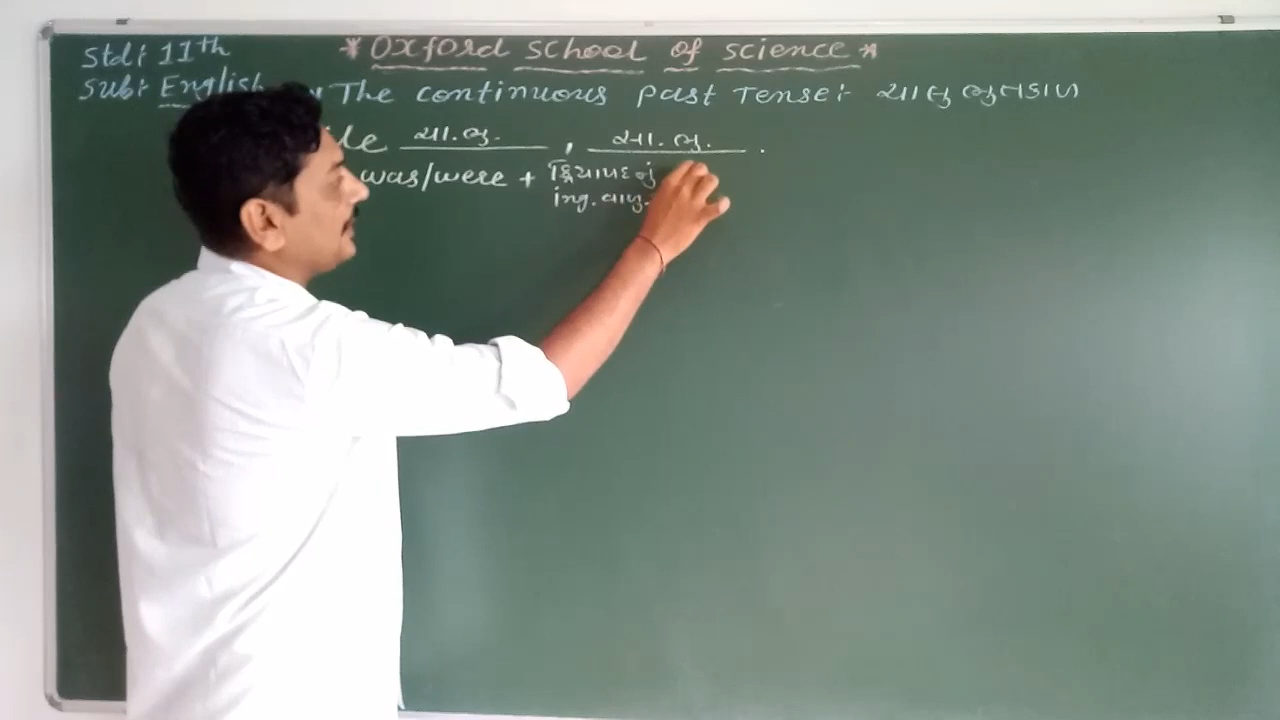 Std: 11th * Oxford school of science *
Sub: English The continuous Past Tense:- ચાલુ ભૂતકાળ
ચા.ભૂ. , સા.ભૂ. .
was/were + ક્રિયાપદનું
ing. વાળું